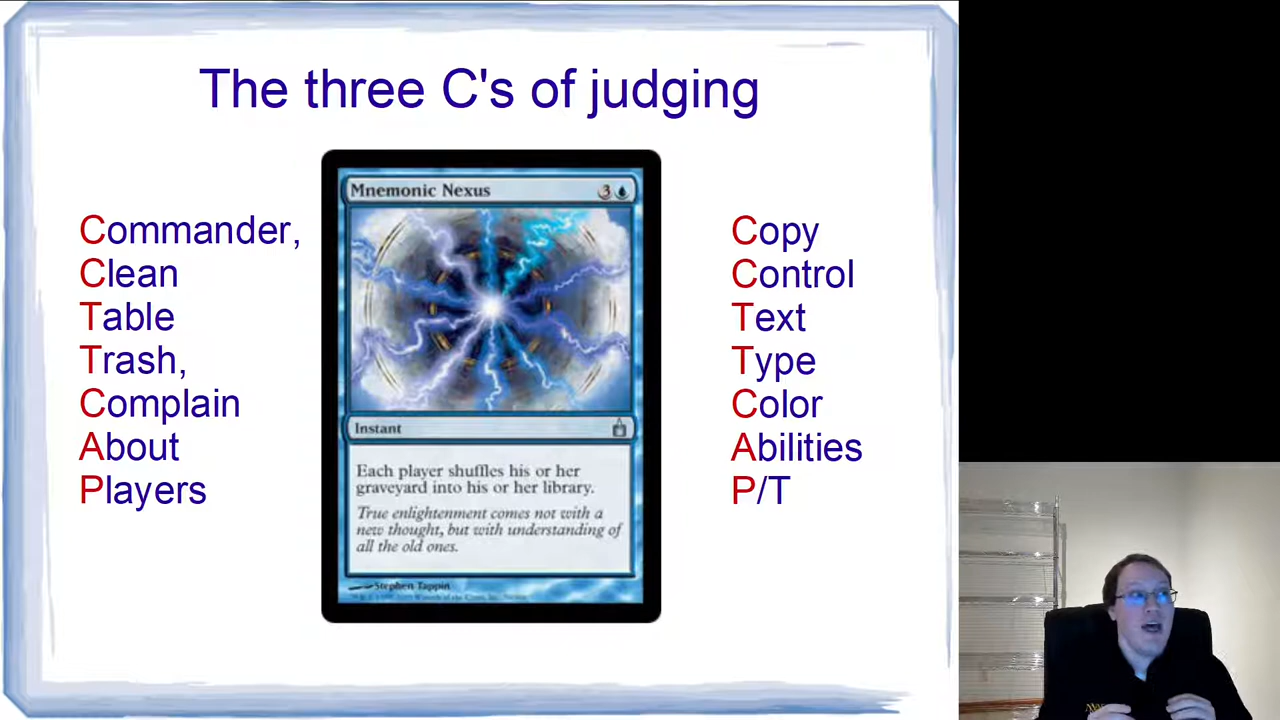 The three C's of judging
Commander,
Clean
Table
Trash,
Complain
About
Players
Mnemonic Nexus 3
Instant
Each player shuffles his or her
graveyard into his or her library.
True enlightenment comes not with a
new thought, but with understanding of
all the old ones.
Stephen Tappin
Copy
Control
Text
Type
Color
Abilities
P/T